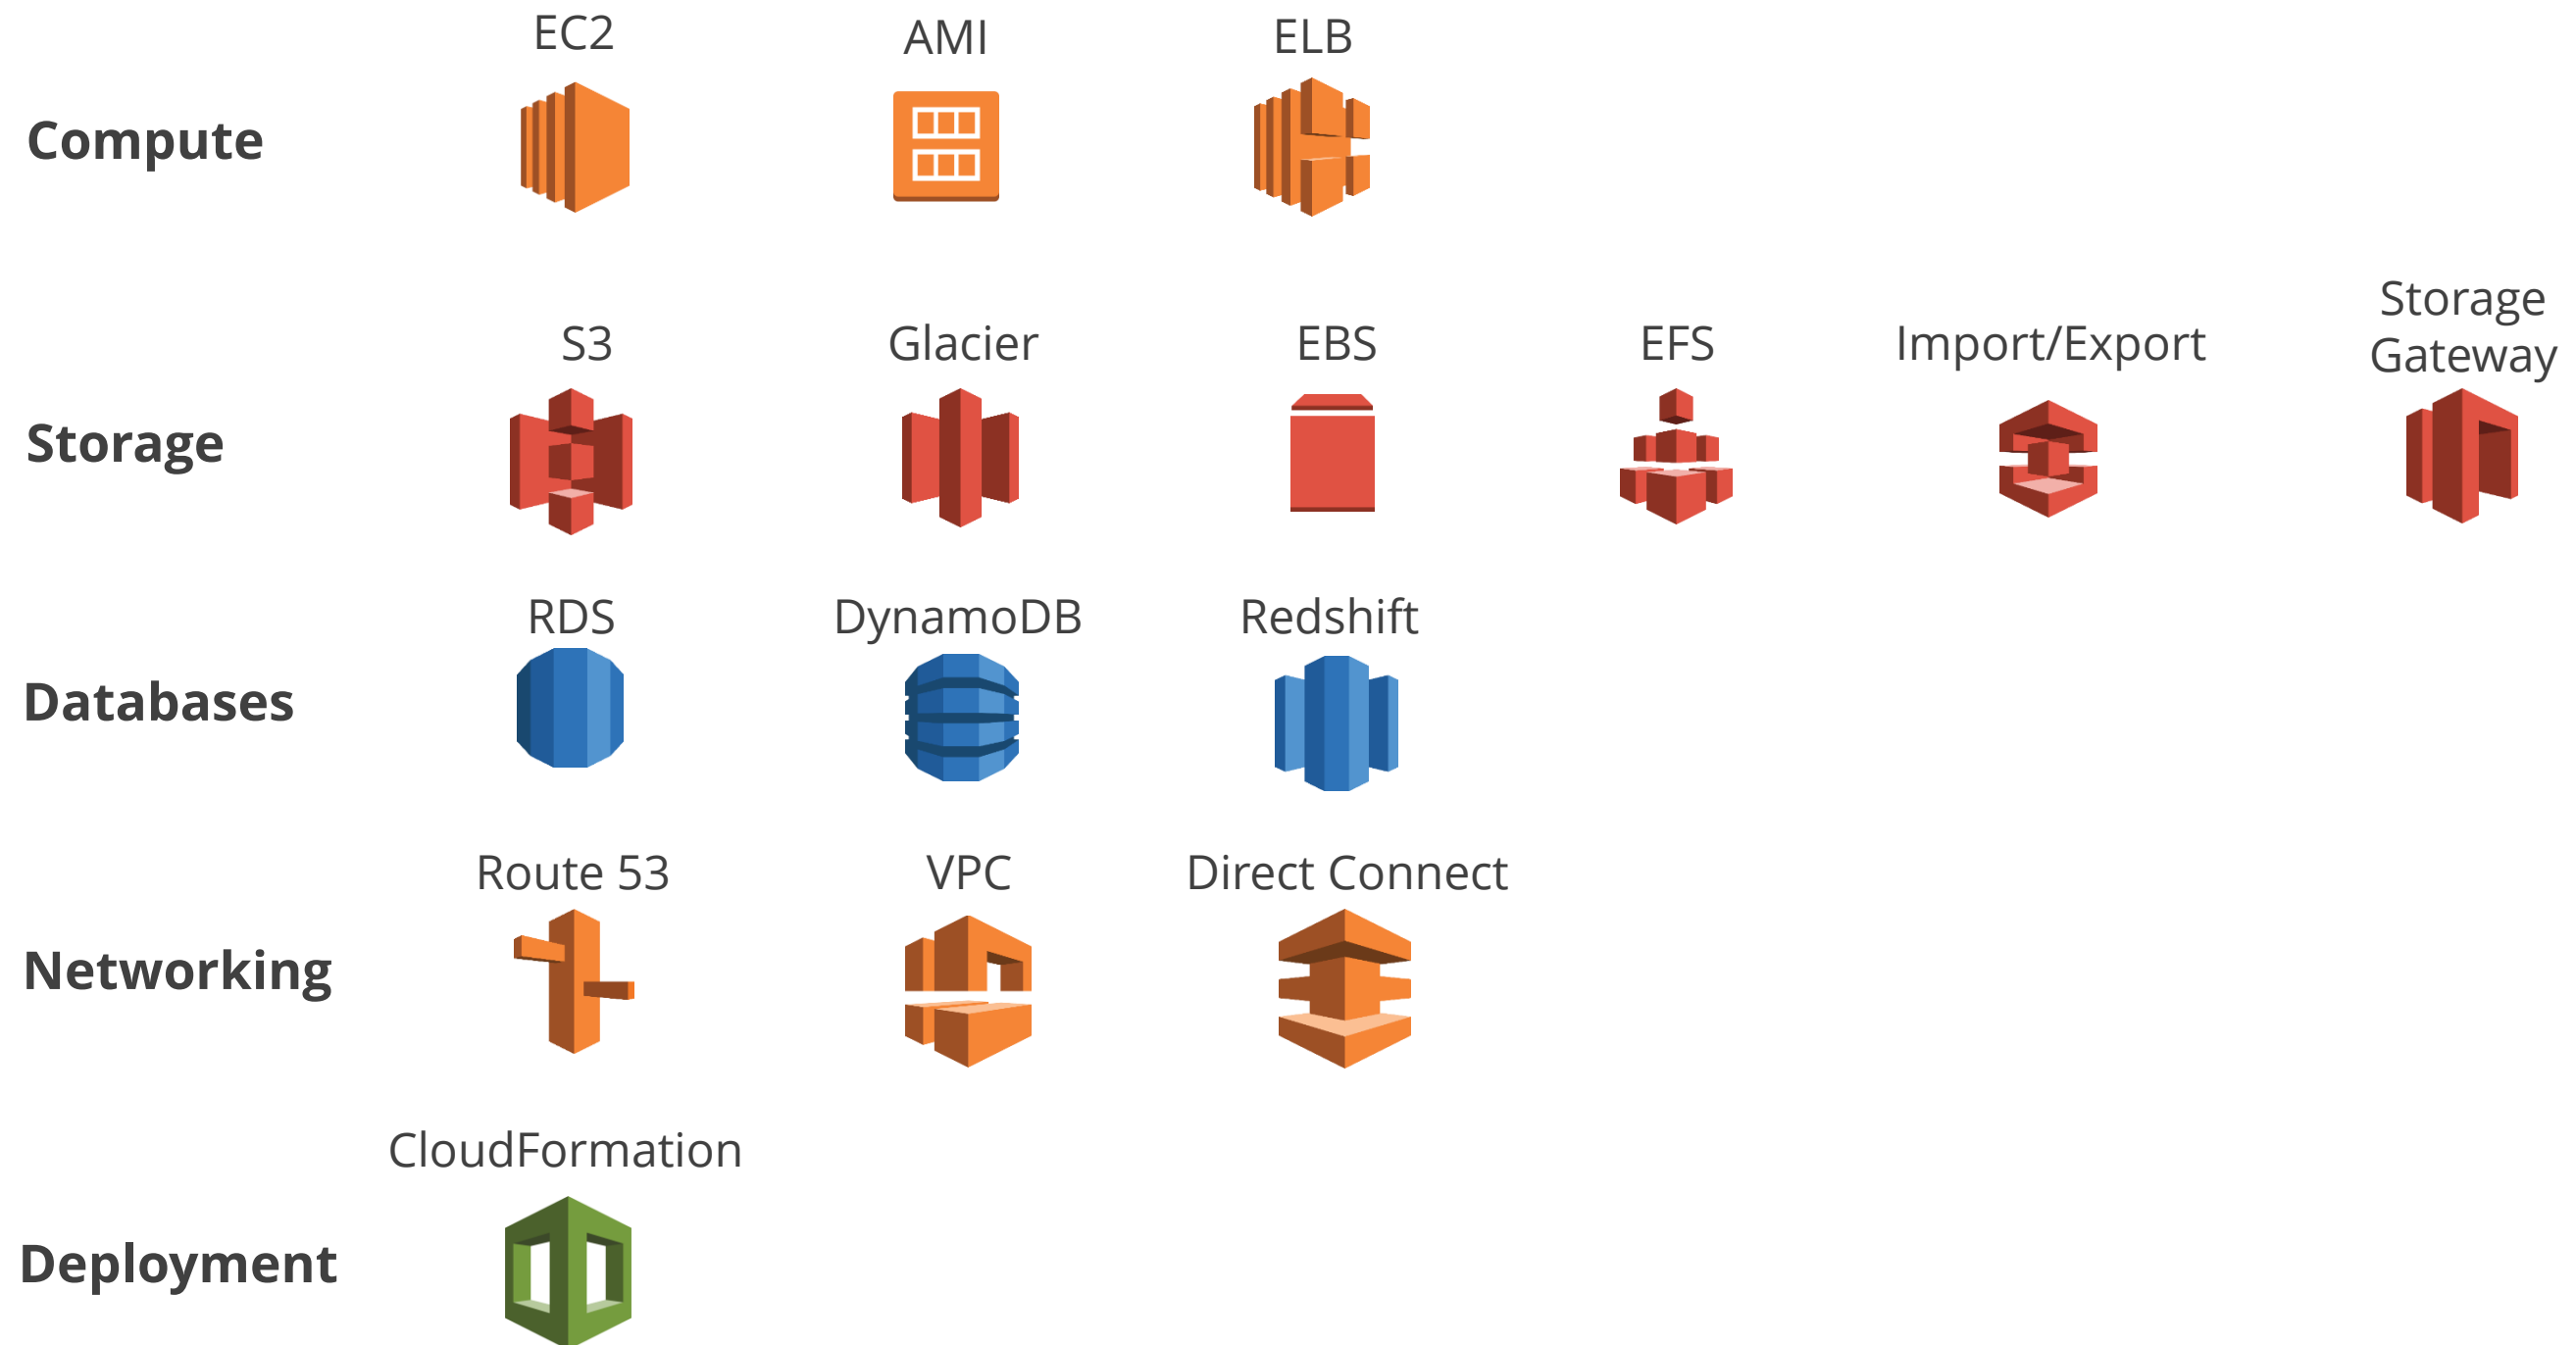 EC2
AMI
ELB
Compute
S3
Glacier
EBS
EFS
Import/Export
Storage
Gateway
Storage
RDS
DynamoDB
Redshift
Databases
Route 53
VPC
Direct Connect
Networking
CloudFormation
Deployment